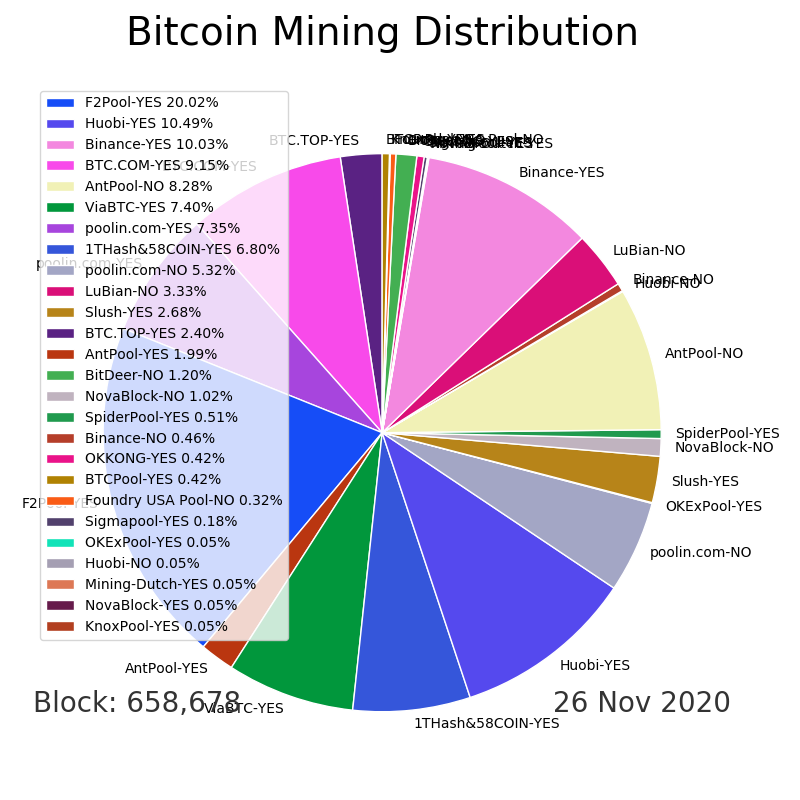 Bitcoin Mining Distribution
F2Pool-YES 20.02%
Huobi-YES 10.49%
Binance-YES 10.03%
BTC.COM-YES 9.15%
AntPool-NO 8.28%
ViaBTC-YES 7.40%
poolin.com-YES 7.35%
1THash&58COIN-YES 6.80%
poolin.com-NO 5.32%
LuBian-NO 3.33%
Slush-YES 2.68%
BTC.TOP-YES 2.40%
AntPool-YES 1.99%
BitDeer-NO 1.20%
NovaBlock-NO 1.02%
SpiderPool-YES 0.51%
Binance-NO 0.46%
OKKONG-YES 0.42%
BTCPool-YES 0.42%
Foundry USA Pool-NO 0.32%
Sigmapool-YES 0.18%
OKExPool-YES 0.05%
Huobi-NO 0.05%
Mining-Dutch-YES 0.05%
NovaBlock-YES 0.05%
KnoxPool-YES 0.05%
BTC.TOP-YES
poolin.com-YES
F2Pool-YES
AntPool-YES
ViaBTC-YES
1THash&58COIN-YES
Huobi-YES
poolin.com-NO
OKExPool-YES
Slush-YES
NovaBlock-NO
SpiderPool-YES
AntPool-NO
Huobi-NO
Binance-NO
LuBian-NO
Binance-YES
Block: 658,678
26 Nov 2020